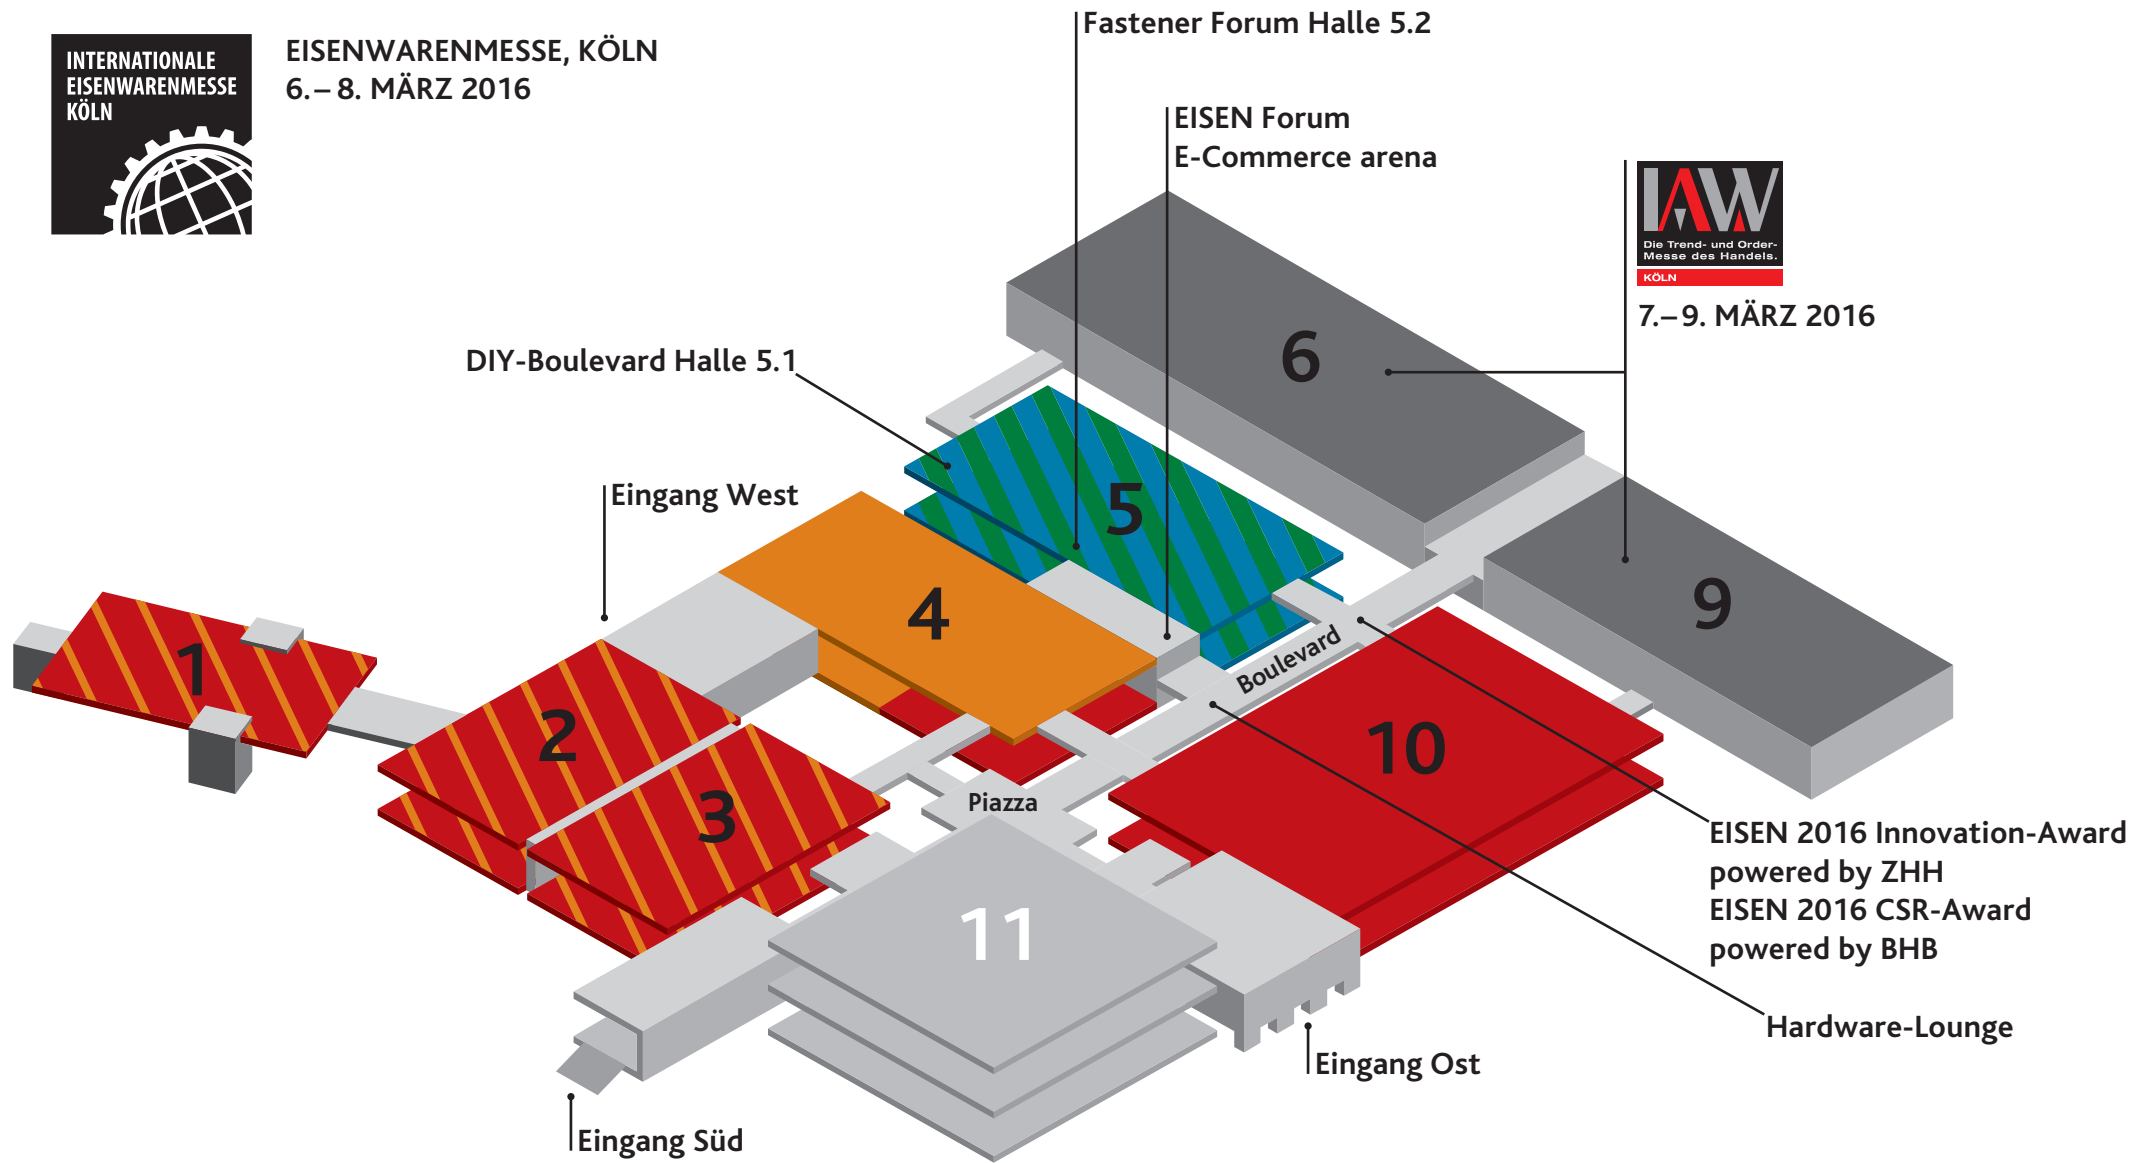 INTERNATIONALE
EISENWARENMESSE
KÖLN
EISENWARENMESSE, KÖLN
6.–8. MÄRZ 2016
Fastener Forum Halle 5.2
EISEN Forum
E-Commerce arena
IAW
Die Trend- und Order-
Messe des Handels.
KÖLN
7.–9. MÄRZ 2016
DIY-Boulevard Halle 5.1
Eingang West
6
5
9
4
1
2
3
10
11
Boulevard
Piazza
EISEN 2016 Innovation-Award
powered by ZHH
EISEN 2016 CSR-Award
powered by BHB
Hardware-Lounge
Eingang Ost
Eingang Süd